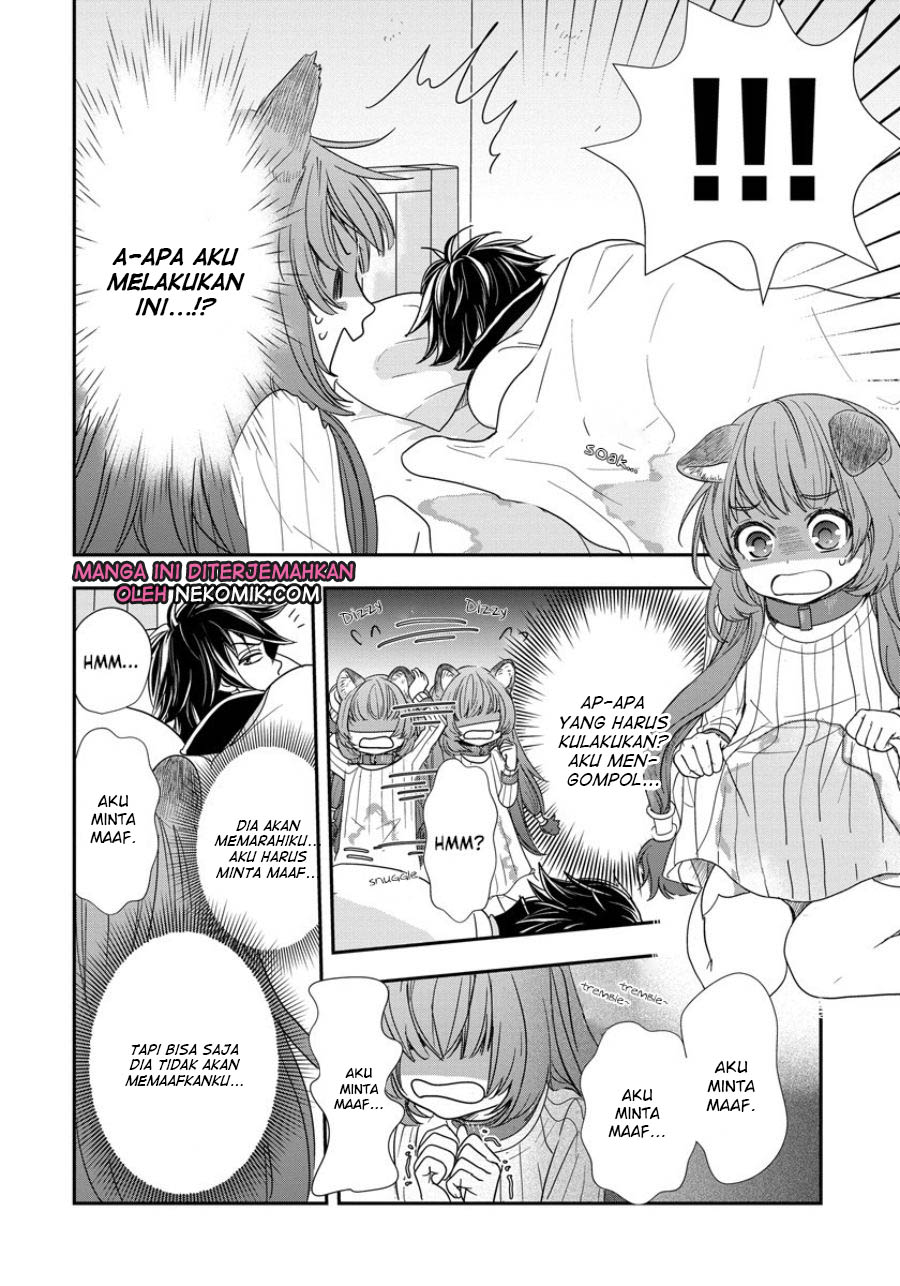 !!!
A-APA AKU
MELAKUKAN
INI...!?
soak...
MANGA INI DITERJEMAHKAN
OLEH NEKOMIK.COM
AP-APA
YANG HARUS
KULAKUKAN?
AKU MEN-
GOMPOL...
Dizzy
Dizzy
HMM?
snuggle
HMM...
DIA AKAN
MEMARAHIKU...
AKU HARUS
MINTA MAAF...
AKU
MINTA
MAAF.
TAPI BISA SAJA
DIA TIDAK AKAN
MEMAAFKANKU...
tremble~
tremble~
AKU
MINTA
MAAF.
AKU
MINTA
MAAF...
AKU
MINTA
MAAF...